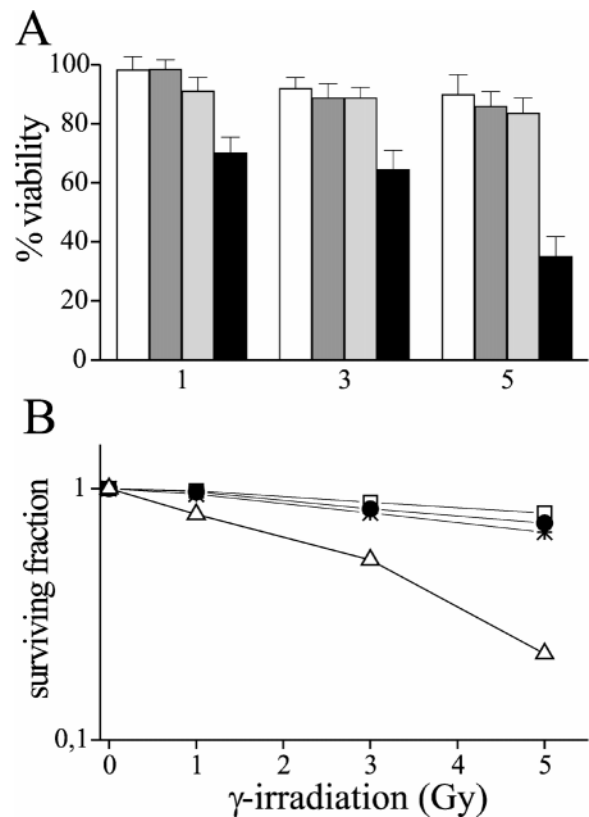 A
% viability
100
80
60
40
20
0
1 3 5
B
surviving fraction
1
0,1
0 1 2 3 4 5
γ-irradiation (Gy)